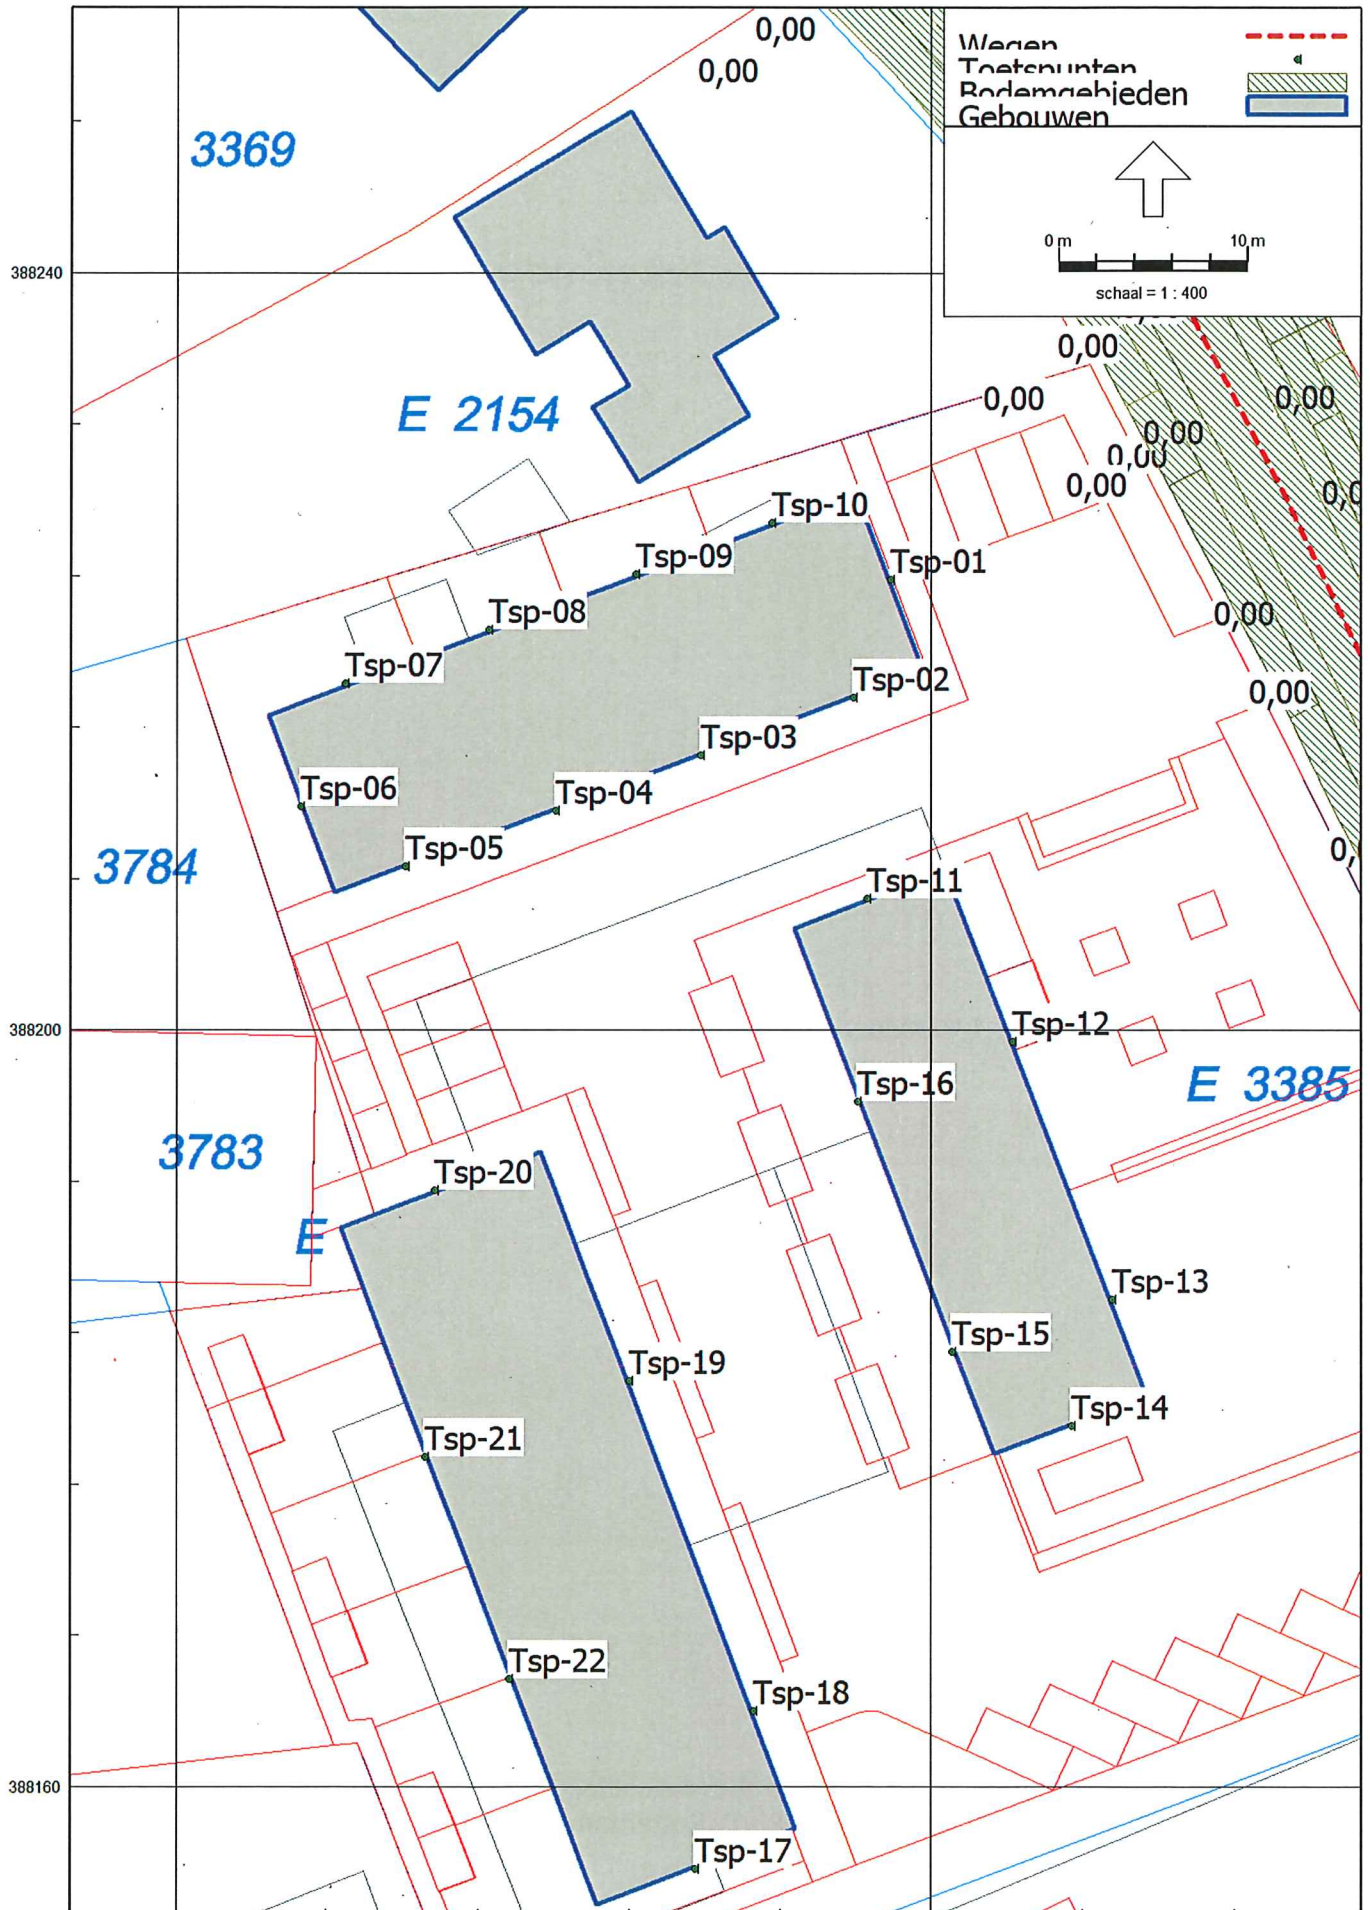 0,00
0,00
Wegen
Toetspunten
Bodemgebieden
Gebouwen
3369
0 m 10 m
schaal = 1 : 400
388240
0,00
0,00
0,00
E 2154
0,00
0,00
0,00
Tsp-10
Tsp-09
Tsp-01
Tsp-08
0,00
Tsp-07
Tsp-02
0,00
Tsp-03
Tsp-06
Tsp-04
Tsp-05
3784
Tsp-11
388200
Tsp-12
Tsp-16
E 3385
3783
Tsp-20
E
Tsp-13
Tsp-15
Tsp-19
Tsp-14
Tsp-21
Tsp-22
Tsp-18
388160
Tsp-17